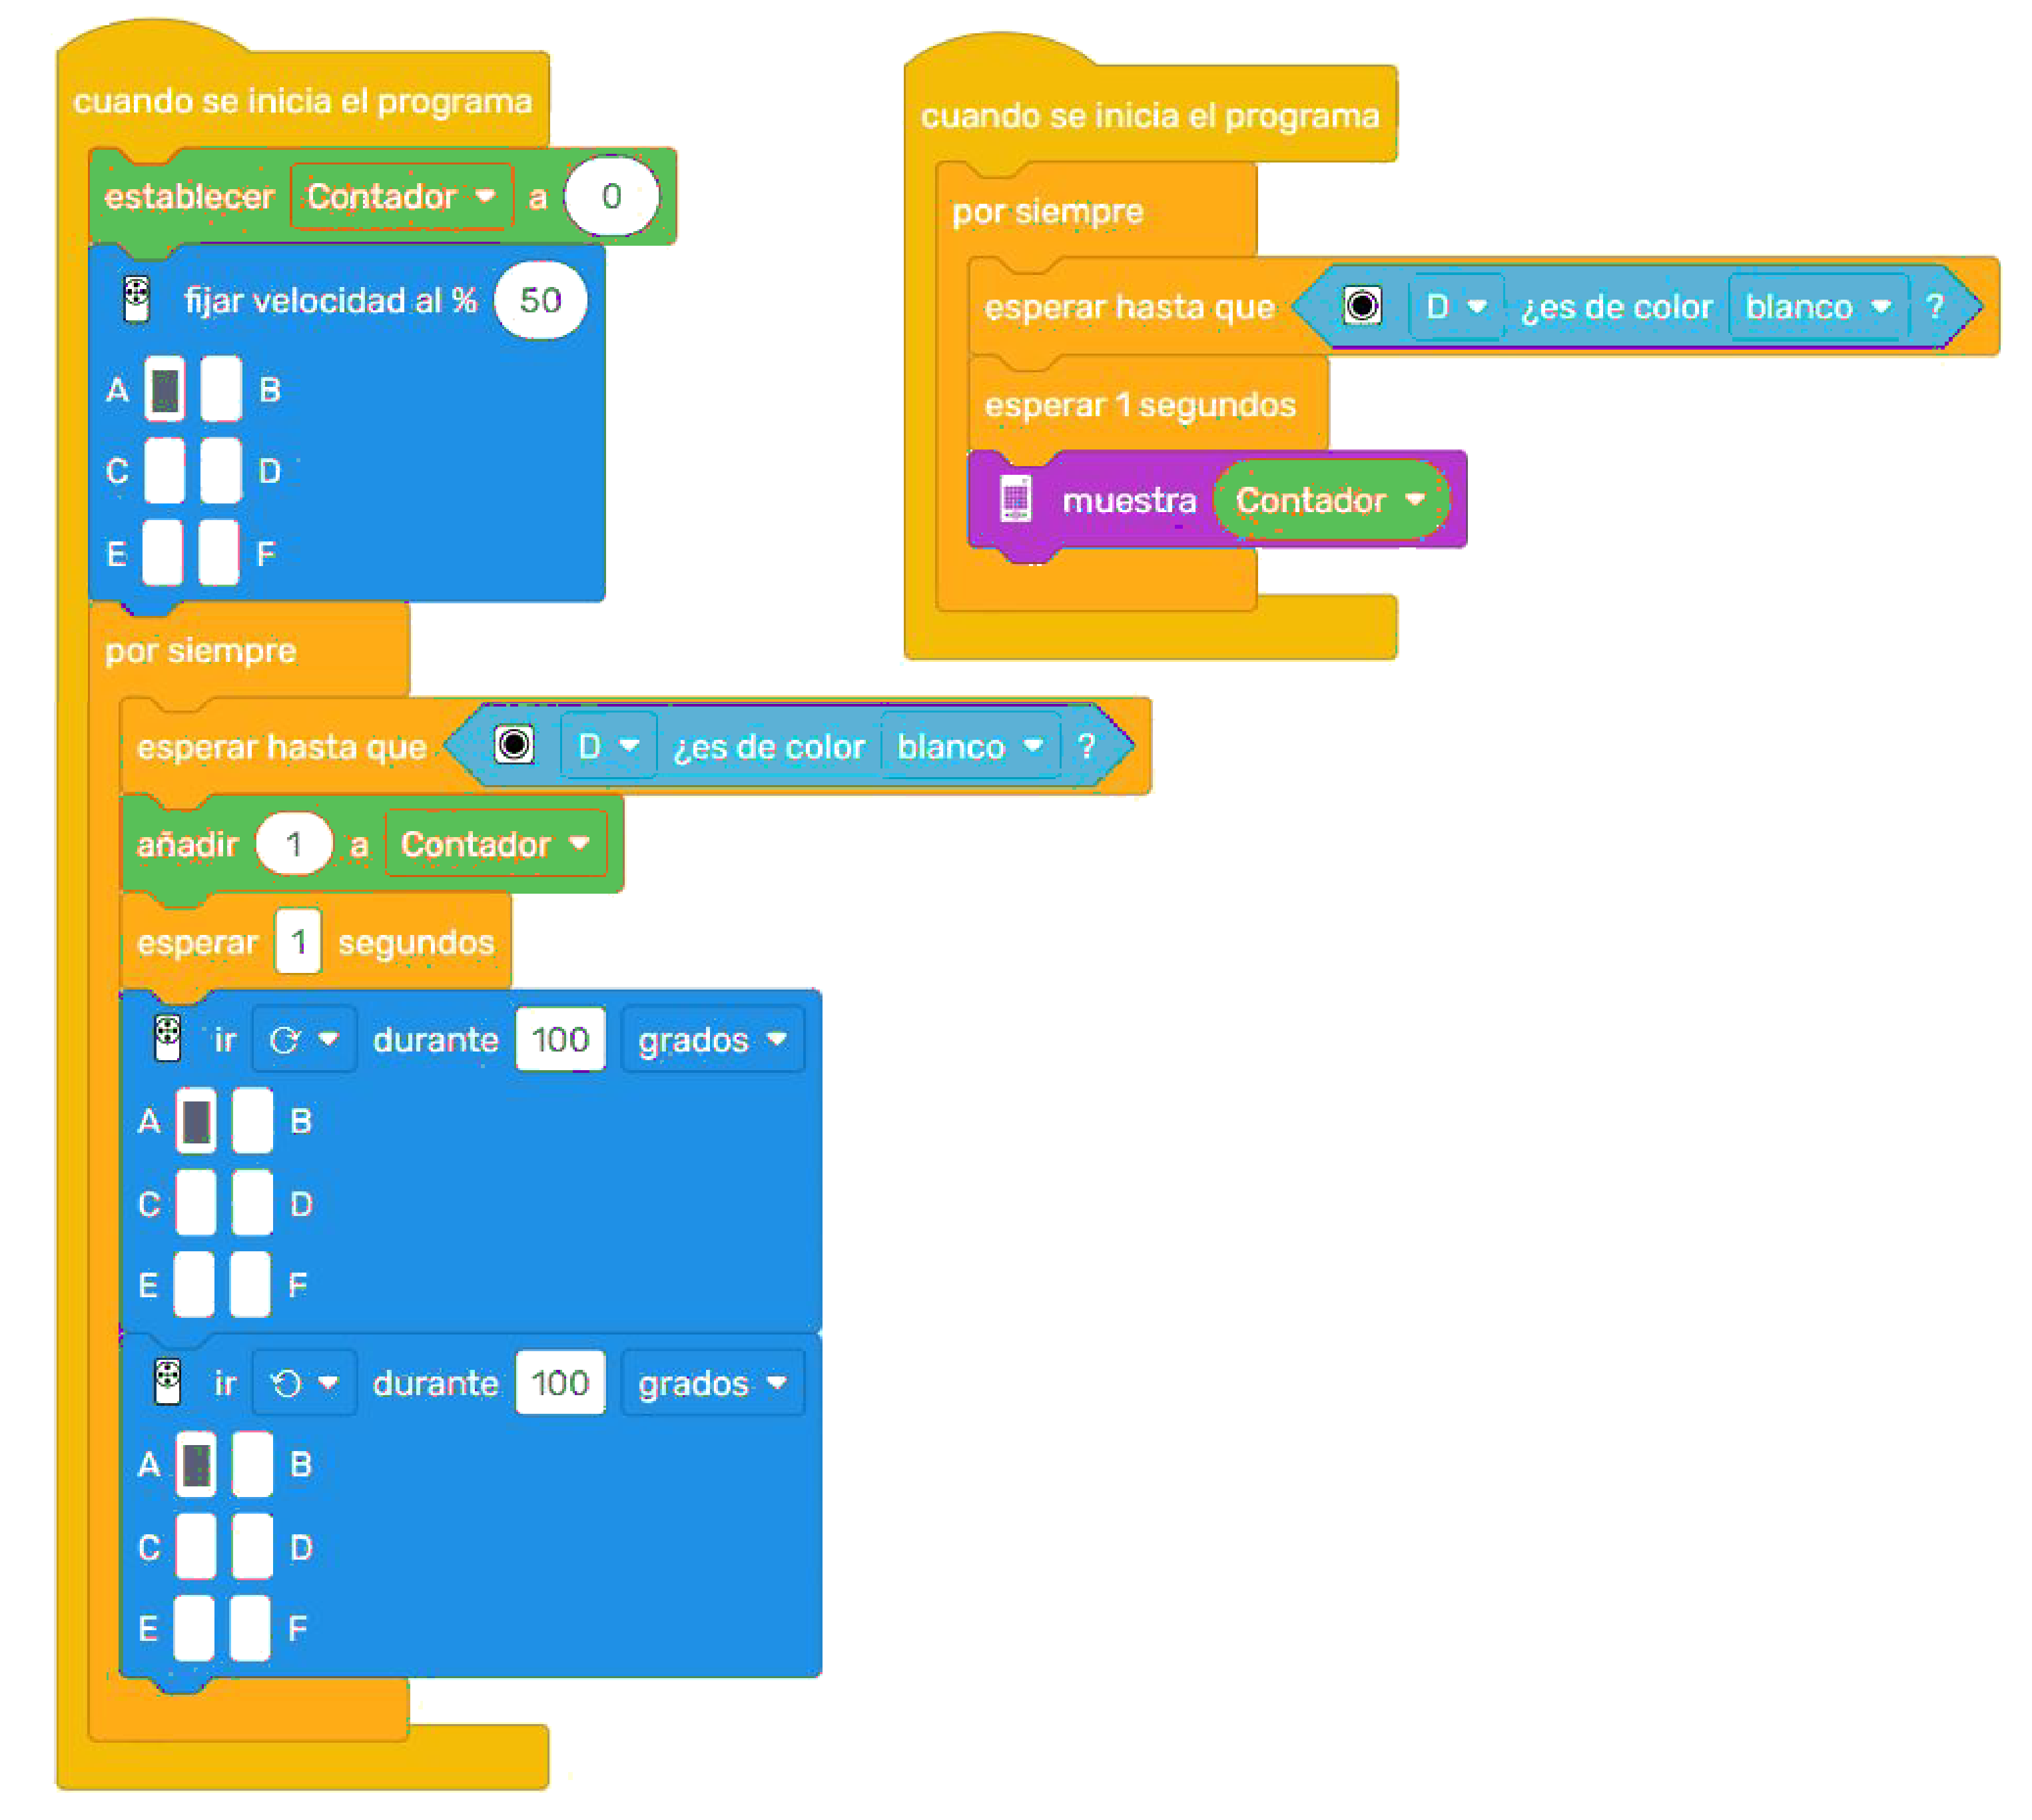 cuando se inicia el programa
establecer Contador a 0
fijar velocidad al % 50
A B
C D
E F
por siempre
esperar hasta que D ¿es de color blanco ?
añadir 1 a Contador
esperar 1 segundos
ir durante 100 grados
A B
C D
E F
ir durante 100 grados
A B
C D
E F
cuando se inicia el programa
por siempre
esperar hasta que D ¿es de color blanco ?
esperar 1 segundos
muestra Contador